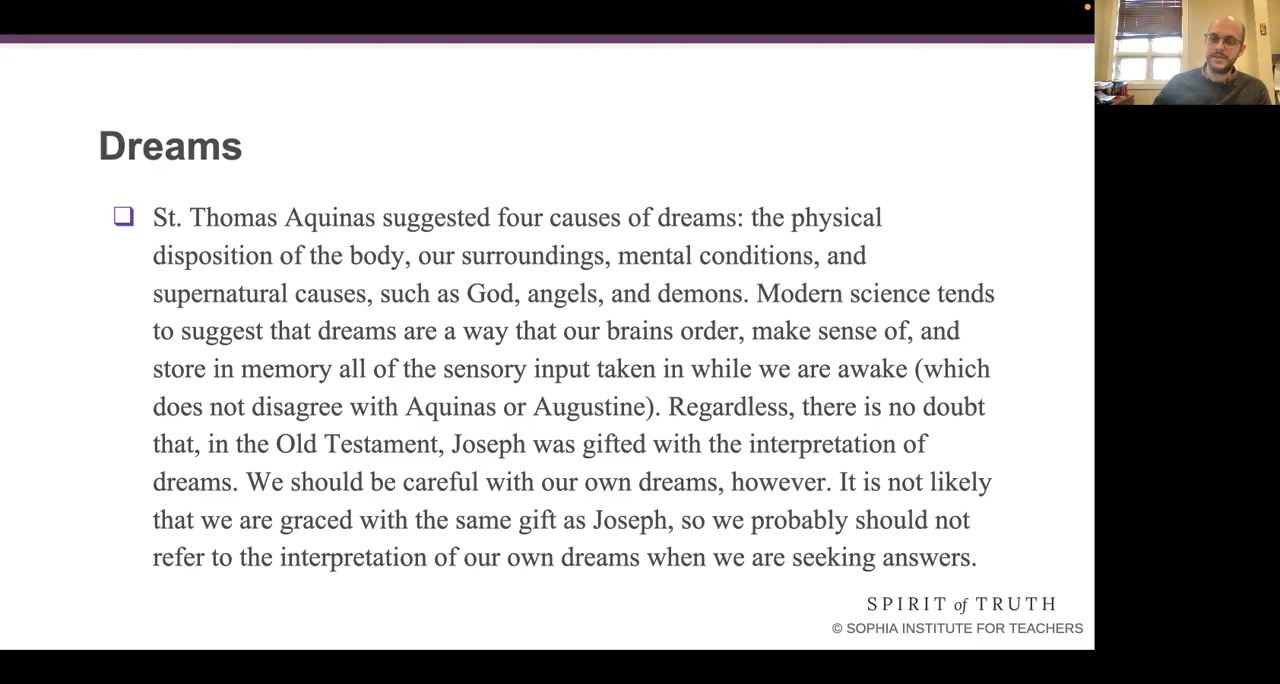 Dreams
❑ St. Thomas Aquinas suggested four causes of dreams: the physical
disposition of the body, our surroundings, mental conditions, and
supernatural causes, such as God, angels, and demons. Modern science tends
to suggest that dreams are a way that our brains order, make sense of, and
store in memory all of the sensory input taken in while we are awake (which
does not disagree with Aquinas or Augustine). Regardless, there is no doubt
that, in the Old Testament, Joseph was gifted with the interpretation of
dreams. We should be careful with our own dreams, however. It is not likely
that we are graced with the same gift as Joseph, so we probably should not
refer to the interpretation of our own dreams when we are seeking answers.
SPIRIT of TRUTH
© SOPHIA INSTITUTE FOR TEACHERS